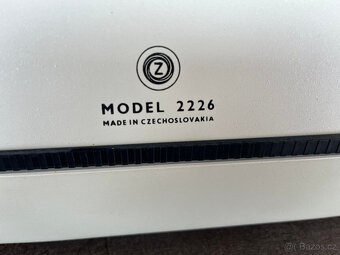 Z
MODEL 2226
MADE IN CZECHOSLOVAKIA
Bazos.cz